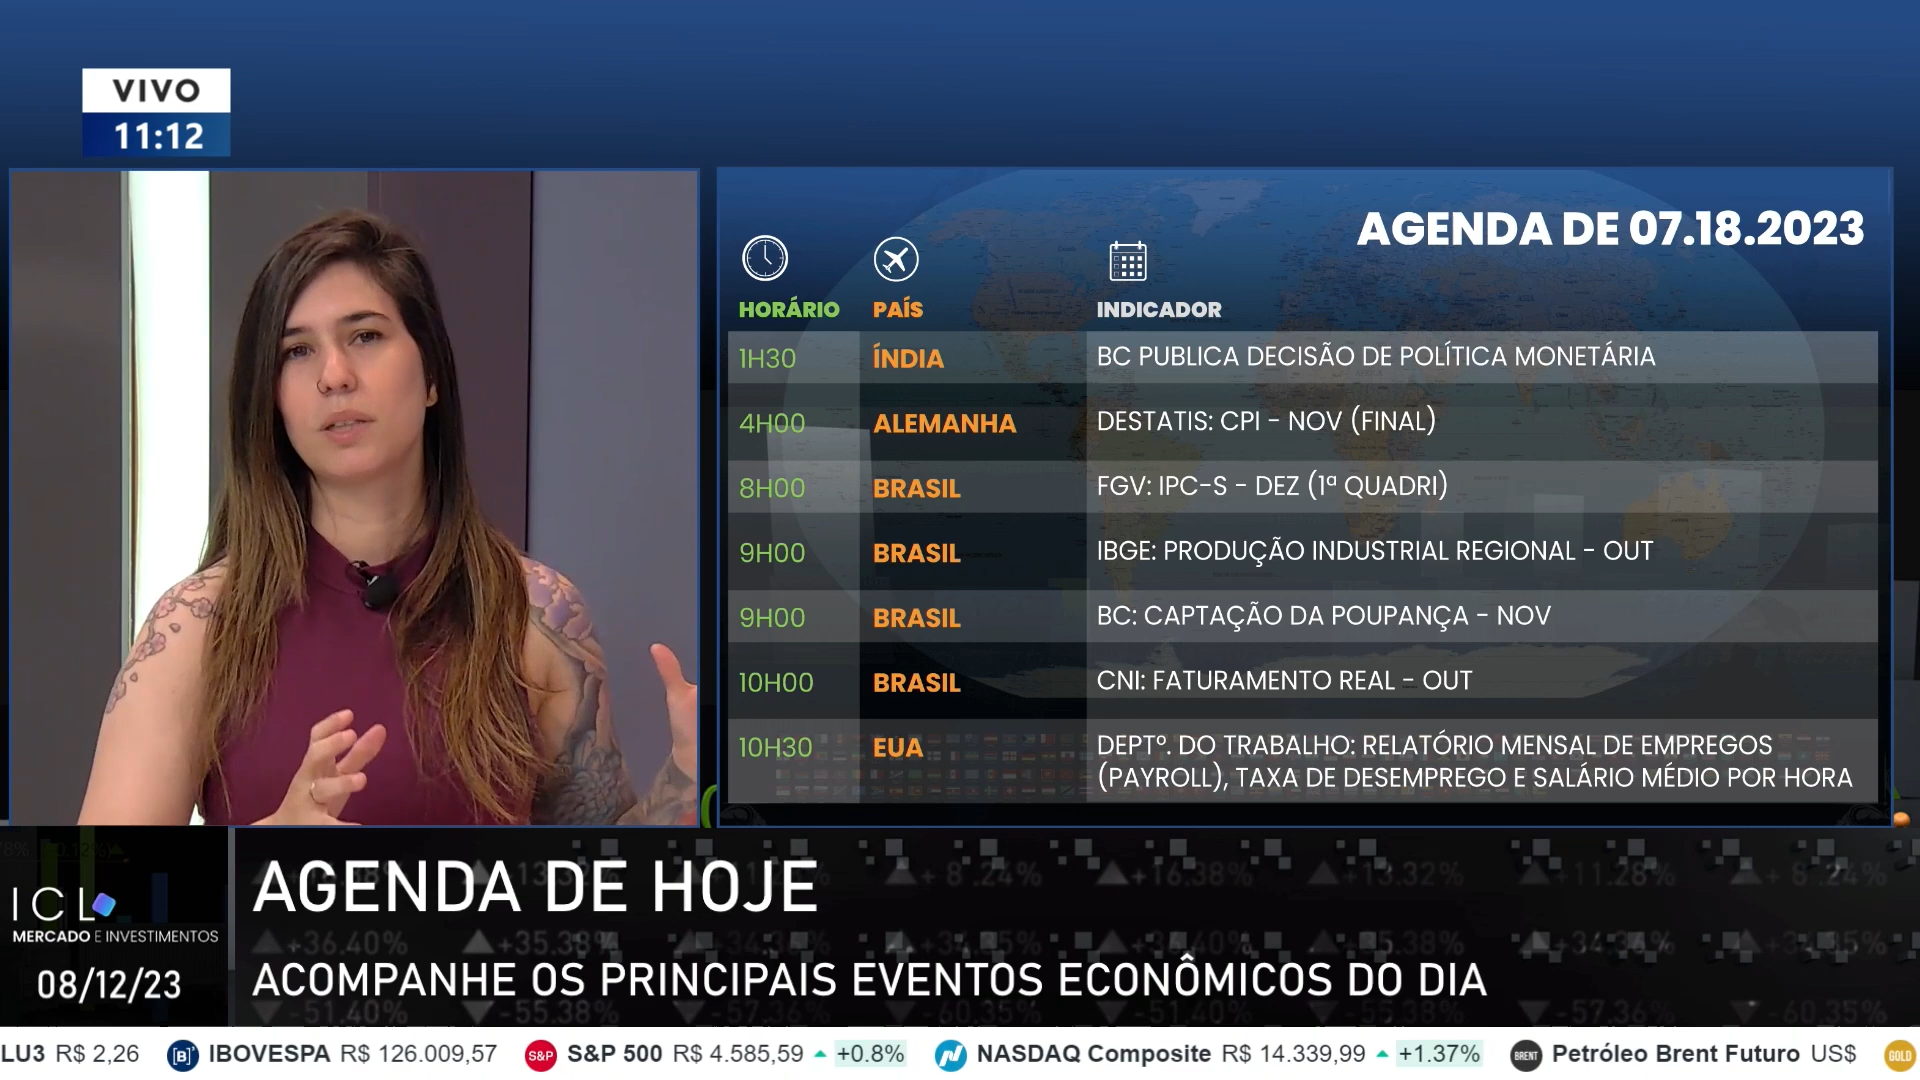 VIVO
11:12
AGENDA DE 07.18.2023
HORÁRIO PAÍS INDICADOR
1H30 ÍNDIA BC PUBLICA DECISÃO DE POLÍTICA MONETÁRIA
4H00 ALEMANHA DESTATIS: CPI - NOV (FINAL)
8H00 BRASIL FGV: IPC-S - DEZ (1ª QUADRI)
9H00 BRASIL IBGE: PRODUÇÃO INDUSTRIAL REGIONAL - OUT
9H00 BRASIL BC: CAPTAÇÃO DA POUPANÇA - NOV
10H00 BRASIL CNI: FATURAMENTO REAL - OUT
10H30 EUA DEPTº. DO TRABALHO: RELATÓRIO MENSAL DE EMPREGOS
(PAYROLL), TAXA DE DESEMPREGO E SALÁRIO MÉDIO POR HORA
ICL
MERCADO E INVESTIMENTOS
08/12/23
AGENDA DE HOJE
ACOMPANHE OS PRINCIPAIS EVENTOS ECONÔMICOS DO DIA
LU3 R$ 2,26 [B]³ IBOVESPA R$ 126.009,57 S&P S&P 500 R$ 4.585,59 +0.8% NASDAQ Composite R$ 14.339,99 +1.37% BRENT Petróleo Brent Futuro US$ GOLD